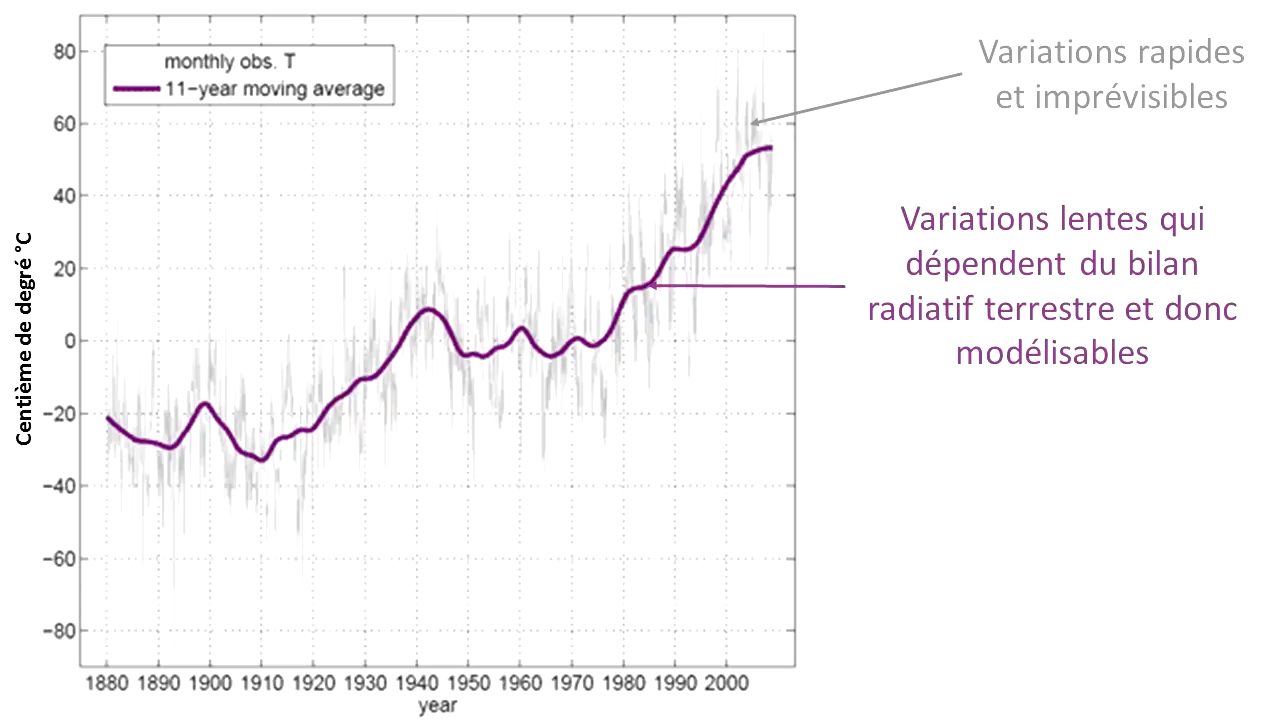 monthly obs. T
11−year moving average
Variations rapides
et imprévisibles
Variations lentes qui
dépendent du bilan
radiatif terrestre et donc
modélisables
Centième de degré °C
80
60
40
20
0
−20
−40
−60
−80
1880 1890 1900 1910 1920 1930 1940 1950 1960 1970 1980 1990 2000
year